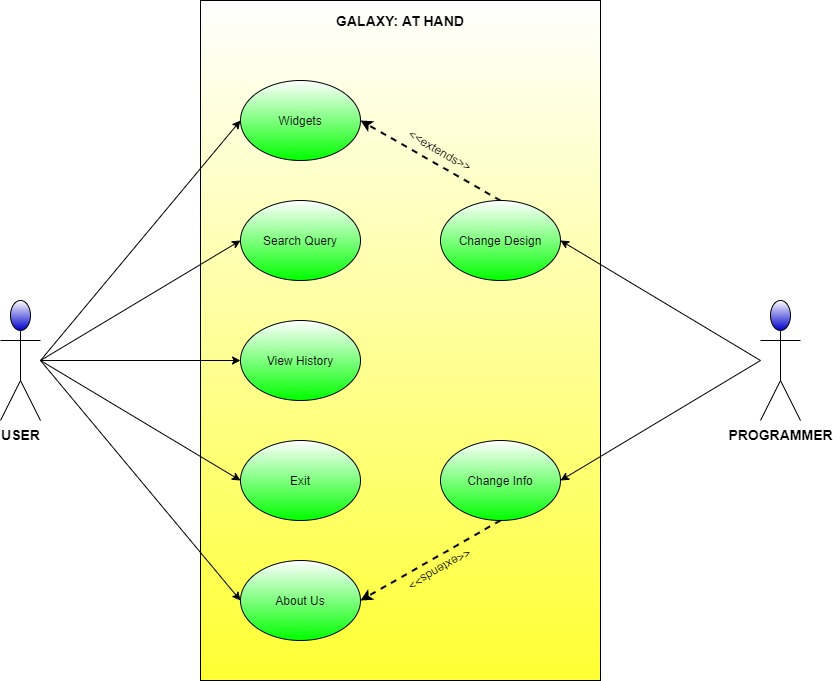 GALAXY: AT HAND
Widgets
<<extends>>
Search Query
Change Design
View History
USER
PROGRAMMER
Exit
Change Info
<<extends>>
About Us